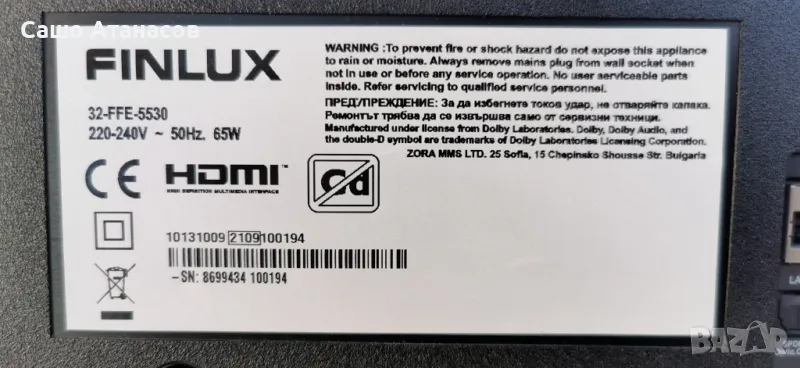 Сашо Атанасов
FINLUX
32-FFE-5530
220-240V ~ 50Hz. 65W
WARNING :To prevent fire or shock hazard do not expose this appliance
to rain or moisture. Always remove mains plug from wall socket when
not in use or before any service operation. No user serviceable parts
inside. Refer servicing to qualified service personnel.
ПРЕДУПРЕЖДЕНИЕ: За да избегнете токов удар, не отваряйте капака.
Ремонтът трябва да се извършва само от сервизни техници.
Manufactured under license from Dolby Laboratories. Dolby, Dolby Audio, and
the double-D symbol are trademarks of Dolby Laboratories Licensing Corporation.
ZORA MMS LTD. 25 Sofia, 15 Chepinsko Shousse Str. Bulgaria
CE HDMI™ Cd
HIGH DEFINITION MULTIMEDIA INTERFACE
10131009 2109 100194
-SN: 8699434 100194
LA
BAZAR